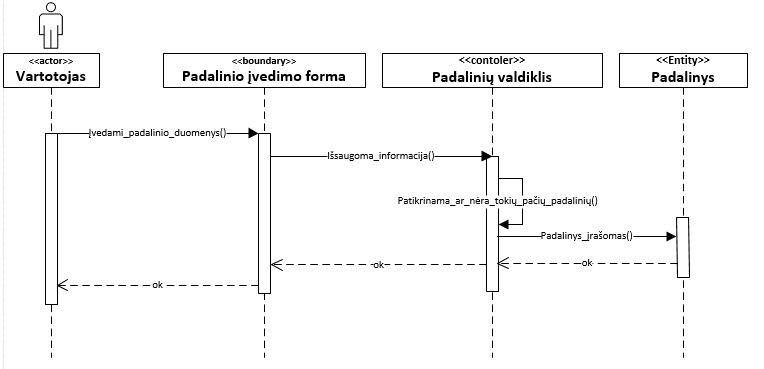 <<actor>>
Vartotojas
<<boundary>>
Padalinio įvedimo forma
<<contoler>>
Padalinių valdiklis
<<Entity>>
Padalinys
Įvedami_padalinio_duomenys()
Išsaugoma_informacija()
Patikrinama_ar_nėra_tokių_pačių_padalinių()
Padalinys_įrašomas()
ok
ok
ok